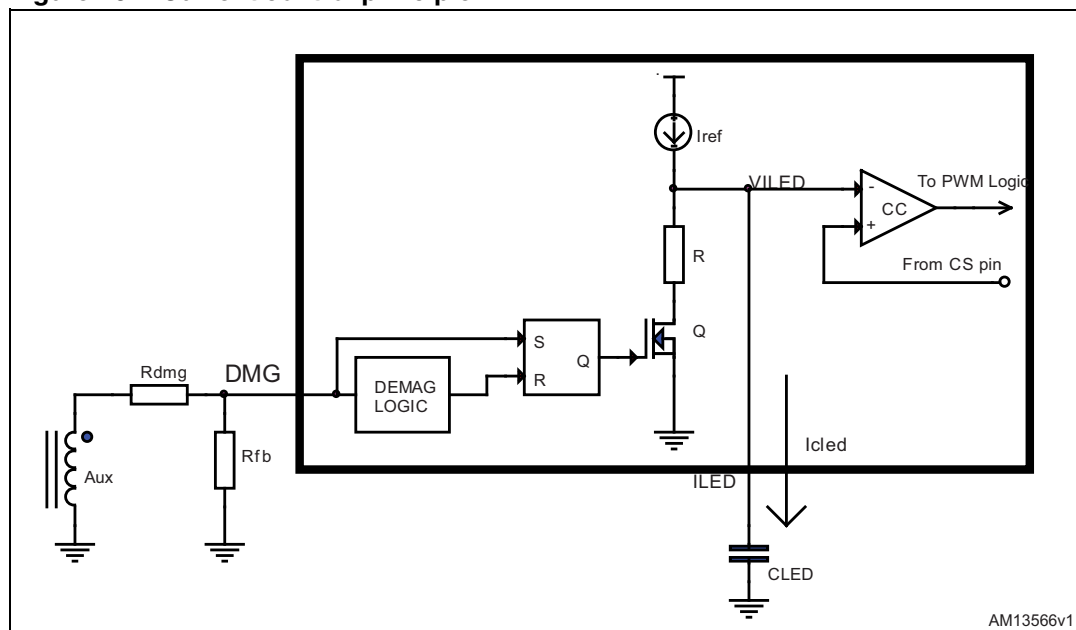 Iref
VILED
-
CC
To PWM Logic
+
From CS pin
R
Q
S
Q
R
DEMAG
LOGIC
Rdmg
DMG
Rfb
Aux
Icled
ILED
CLED
AM13566v1